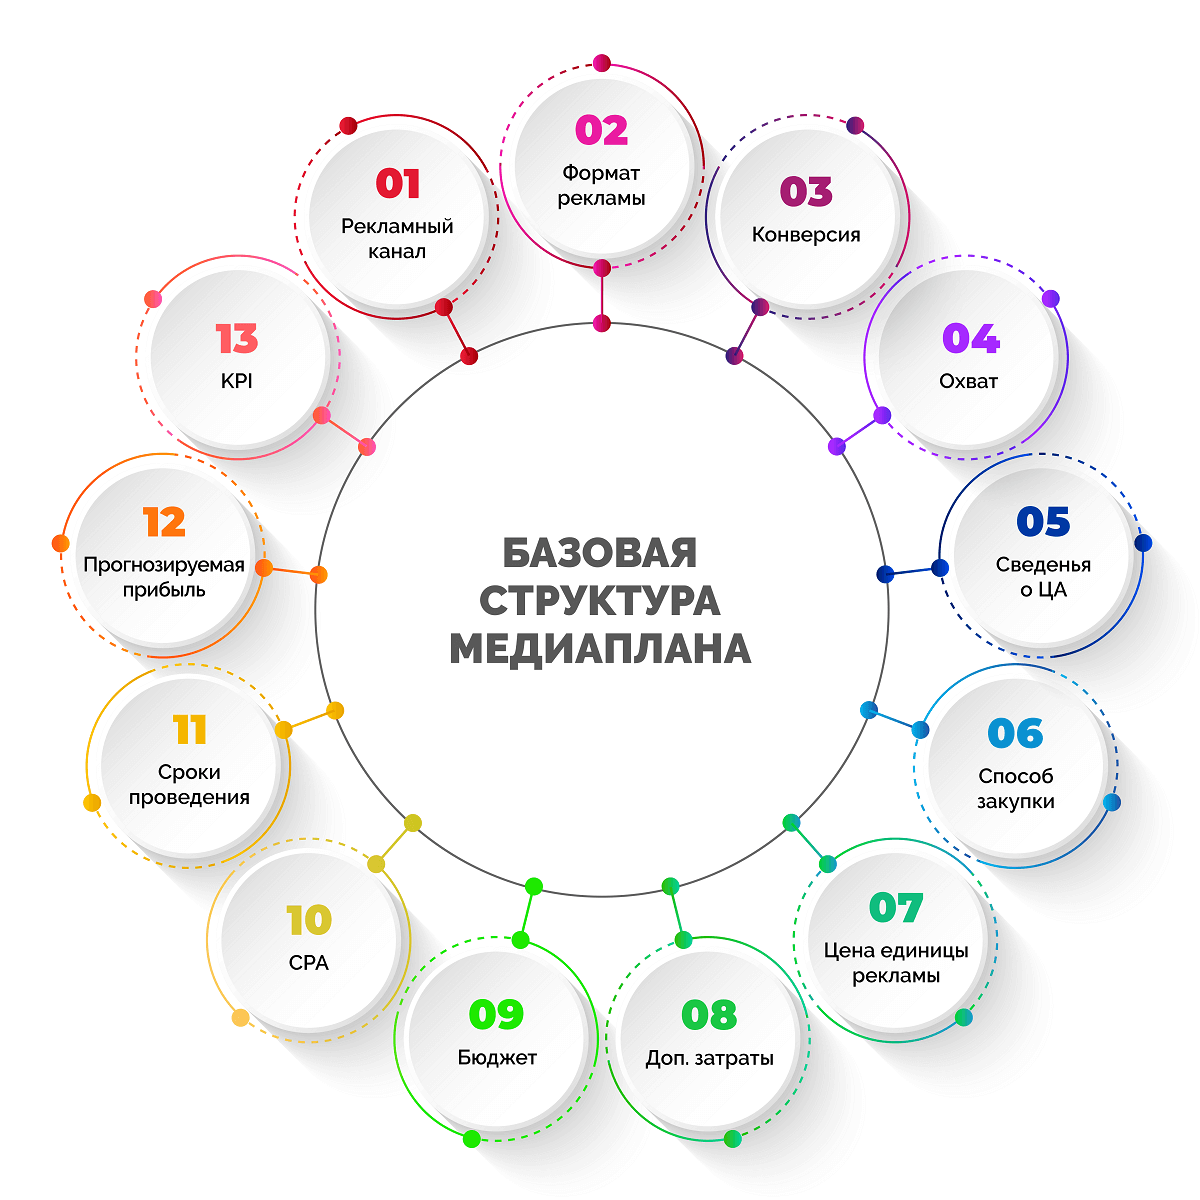 БАЗОВАЯ
СТРУКТУРА
МЕДИАПЛАНА
01
Рекламный
канал
02
Формат
рекламы
03
Конверсия
04
Охват
05
Сведенья
о ЦА
06
Способ
закупки
07
Цена единицы
рекламы
08
Доп. затраты
09
Бюджет
10
CPA
11
Сроки
проведения
12
Прогнозируемая
прибыль
13
KPI